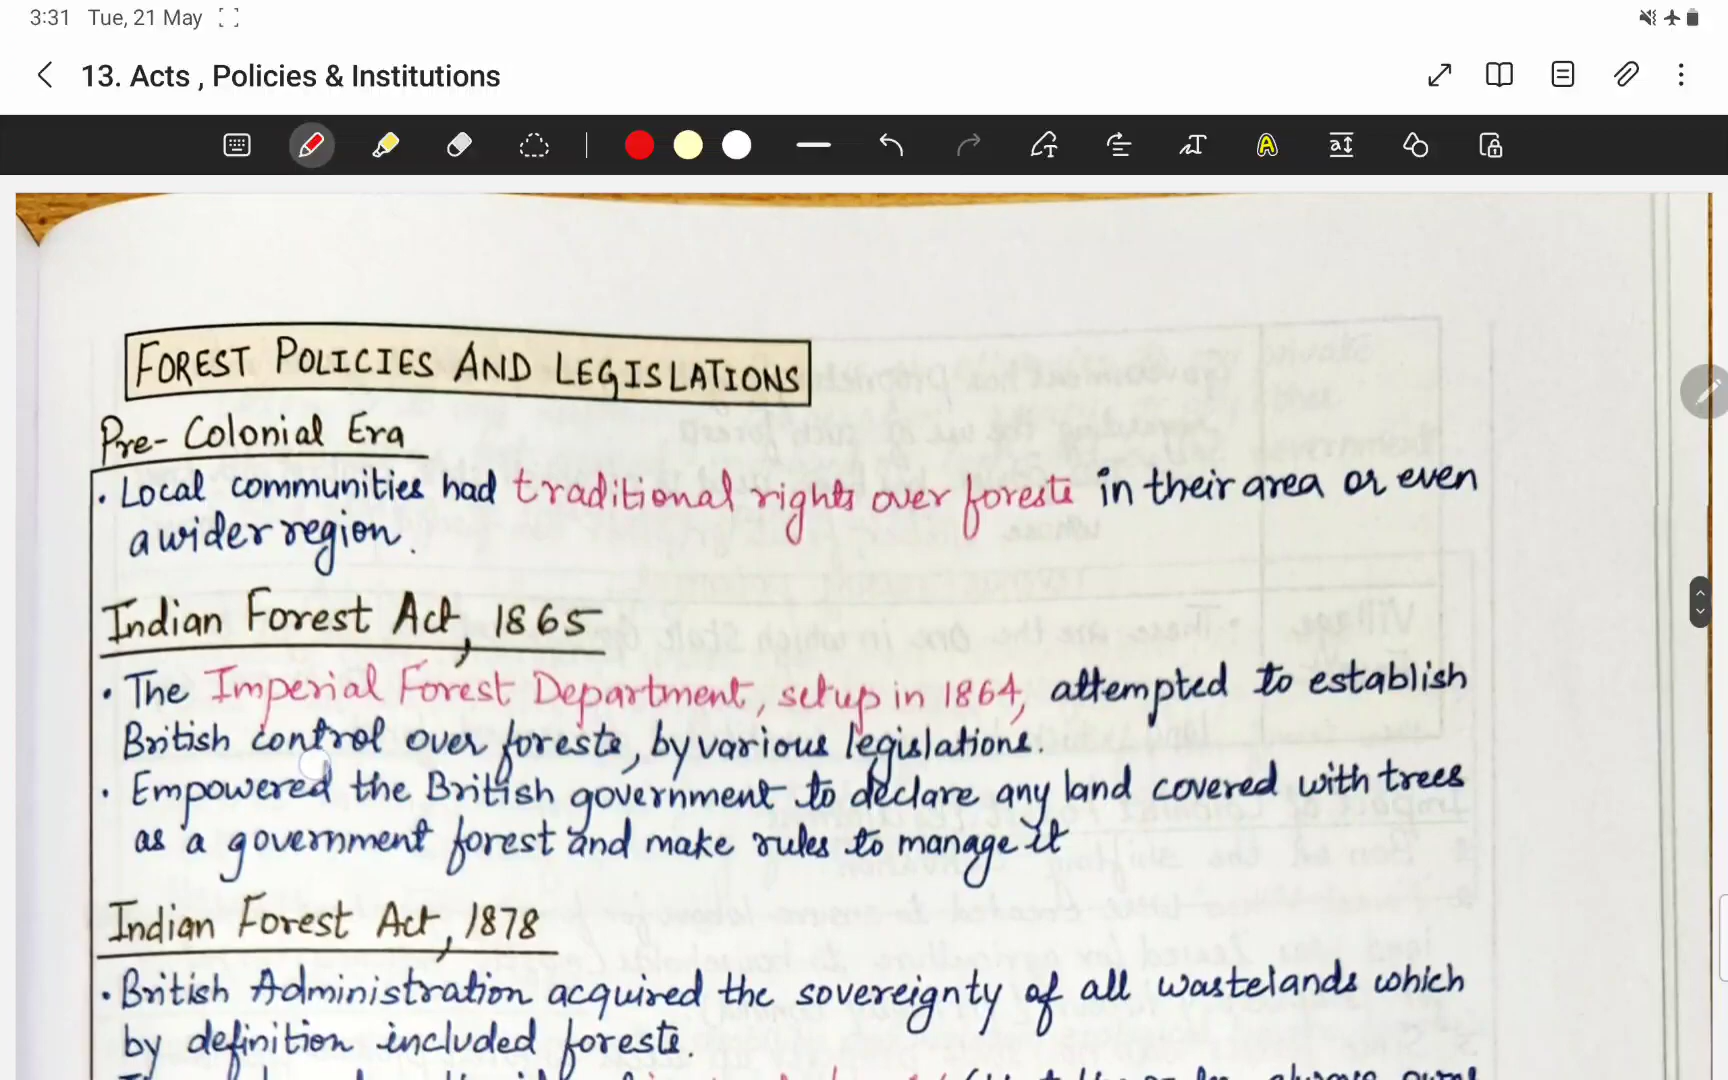 3:31 Tue, 21 May
13. Acts , Policies & Institutions
FOREST POLICIES AND LEGISLATIONS
Pre- Colonial Era
• Local communities had traditional rights over forests in their area or even
a wider region.
Indian Forest Act, 1865
• The Imperial Forest Department, setup in 1864, attempted to establish
British control over forests, by various legislations.
• Empowered the British government to declare any land covered with trees
as a government forest and make rules to manage it
Indian Forest Act, 1878
• British Administration acquired the sovereignty of all wastelands which
by definition included forests.